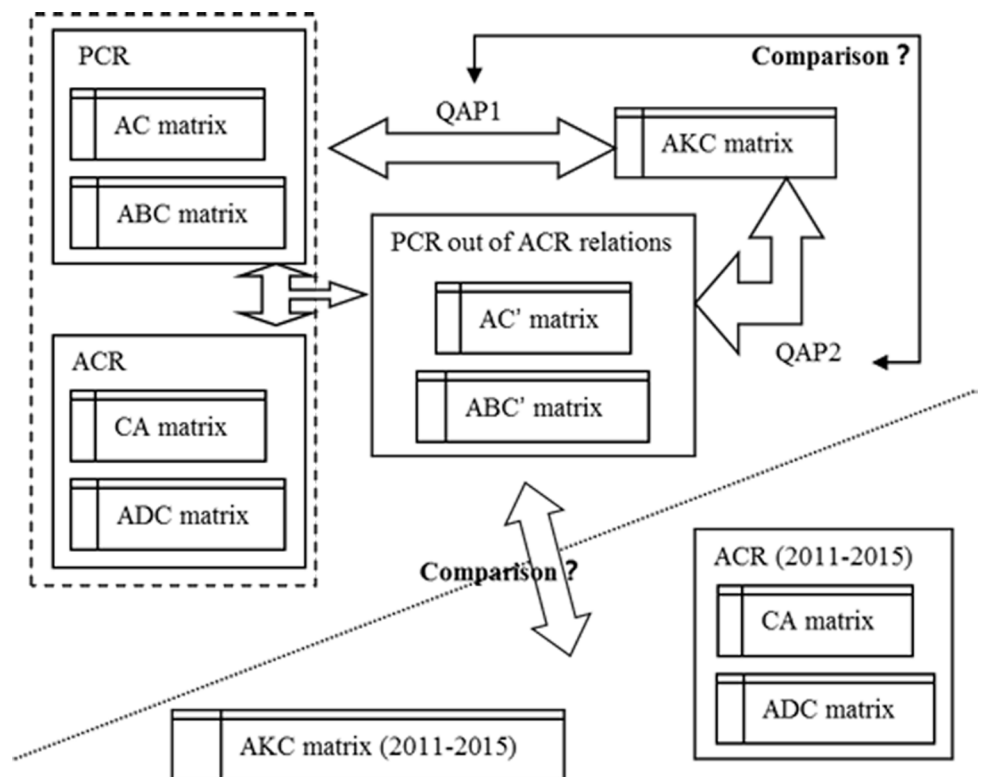 PCR
AC matrix
ABC matrix
ACR
CA matrix
ADC matrix
QAP1
Comparison ?
AKC matrix
PCR out of ACR relations
AC’ matrix
ABC’ matrix
QAP2
Comparison ?
ACR (2011-2015)
CA matrix
ADC matrix
AKC matrix (2011-2015)